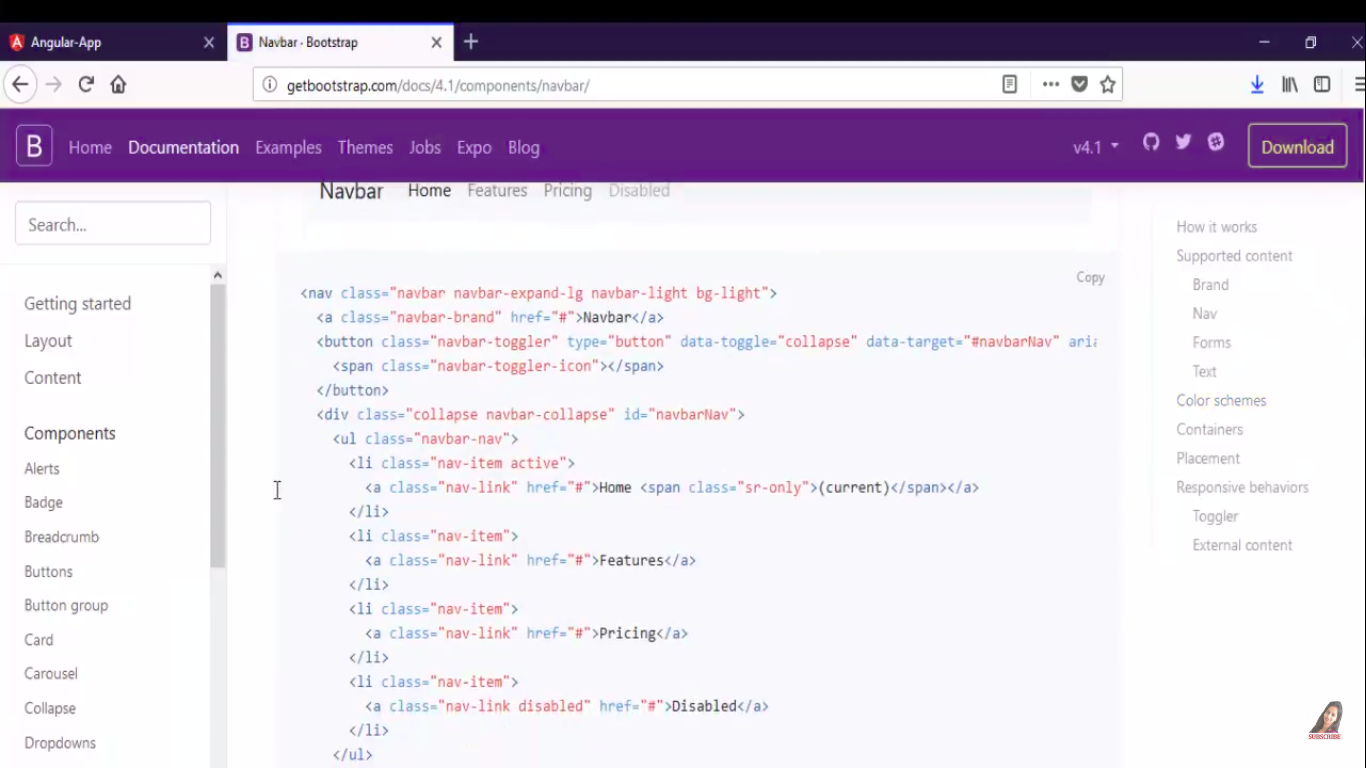 Angular-App
Navbar · Bootstrap
getbootstrap.com/docs/4.1/components/navbar/
B Home Documentation Examples Themes Jobs Expo Blog v4.1 Download
Navbar Home Features Pricing Disabled
Search...
Getting started
Layout
Content
Components
Alerts
Badge
Breadcrumb
Buttons
Button group
Card
Carousel
Collapse
Dropdowns
Copy
<nav class="navbar navbar-expand-lg navbar-light bg-light">
<a class="navbar-brand" href="#">Navbar</a>
<button class="navbar-toggler" type="button" data-toggle="collapse" data-target="#navbarNav" aria
<span class="navbar-toggler-icon"></span>
</button>
<div class="collapse navbar-collapse" id="navbarNav">
<ul class="navbar-nav">
<li class="nav-item active">
<a class="nav-link" href="#">Home <span class="sr-only">(current)</span></a>
</li>
<li class="nav-item">
<a class="nav-link" href="#">Features</a>
</li>
<li class="nav-item">
<a class="nav-link" href="#">Pricing</a>
</li>
<li class="nav-item">
<a class="nav-link disabled" href="#">Disabled</a>
</li>
</ul>
How it works
Supported content
Brand
Nav
Forms
Text
Color schemes
Containers
Placement
Responsive behaviors
Toggler
External content
SUBSCRIBE